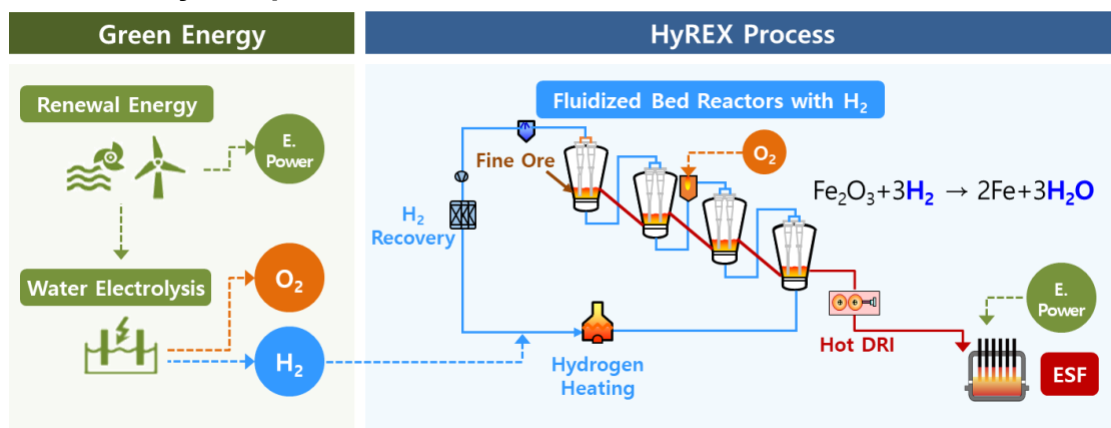 Green Energy
HyREX Process
Renewal Energy
E.
Power
Water Electrolysis
O₂
H₂
Fluidized Bed Reactors with H₂
Fine Ore
O₂
H₂
Recovery
Fe₂O₃+3H₂ → 2Fe+3H₂O
Hydrogen
Heating
Hot DRI
E.
Power
ESF